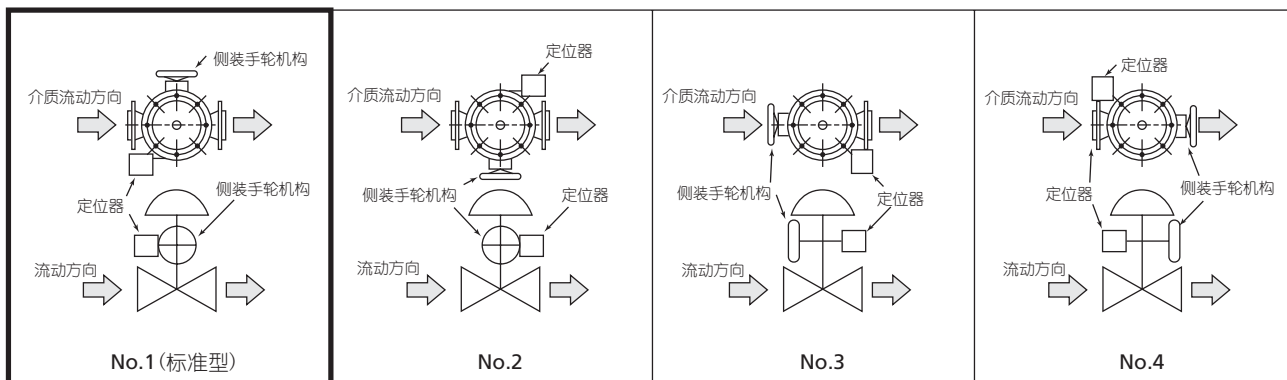 侧装手轮机构
介质流动方向
侧装手轮机构
定位器
流动方向
No.1(标准型)
定位器
介质流动方向
侧装手轮机构
定位器
流动方向
No.2
介质流动方向
侧装手轮机构
定位器
流动方向
No.3
定位器
介质流动方向
侧装手轮机构
定位器
流动方向
No.4